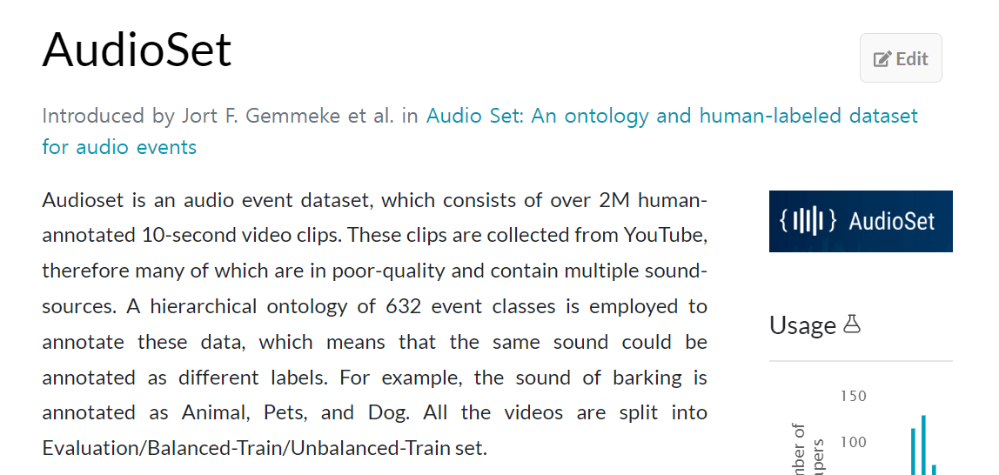 AudioSet
Edit
Introduced by Jort F. Gemmeke et al. in Audio Set: An ontology and human-labeled dataset
for audio events
Audioset is an audio event dataset, which consists of over 2M human-
annotated 10-second video clips. These clips are collected from YouTube,
therefore many of which are in poor-quality and contain multiple sound-
sources. A hierarchical ontology of 632 event classes is employed to
annotate these data, which means that the same sound could be
annotated as different labels. For example, the sound of barking is
annotated as Animal, Pets, and Dog. All the videos are split into
Evaluation/Balanced-Train/Unbalanced-Train set.
{ } AudioSet
Usage
150
100